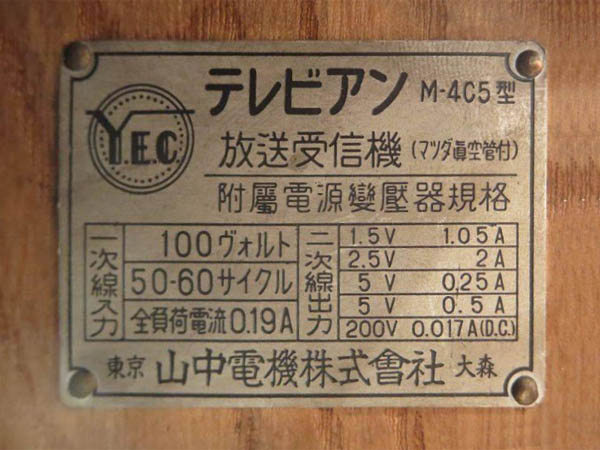 Y.E.C.
テレビアン M-4C5型
放送受信機(マツダ眞空管付)
附屬電源變壓器規格
一次線入力
100ヴォルト
50-60サイクル
全負荷電流0.19A
二次線出力
1.5V 1.05A
2.5V 2A
5V 0.25A
5V 0.5A
200V 0.017A(D.C.)
東京 山中電機株式會社 大森